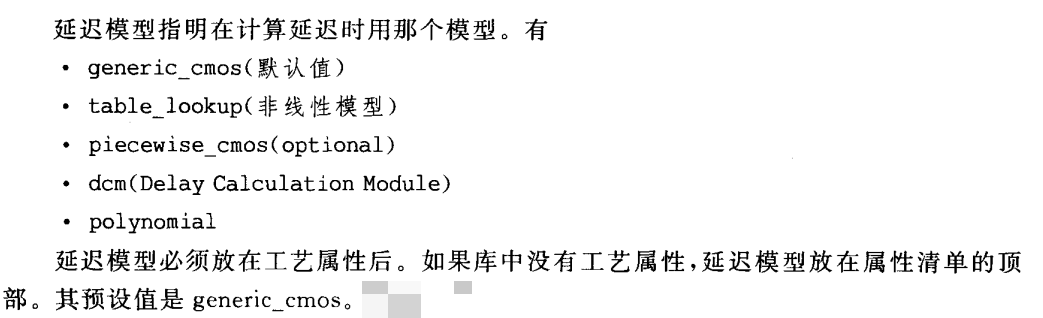 延迟模型指明在计算延迟时用那个模型。有
• generic_cmos(默认值)
• table_lookup(非线性模型)
• piecewise_cmos(optional)
• dcm(Delay Calculation Module)
• polynomial
延迟模型必须放在工艺属性后。如果库中没有工艺属性,延迟模型放在属性清单的顶
部。其预设值是 generic_cmos。